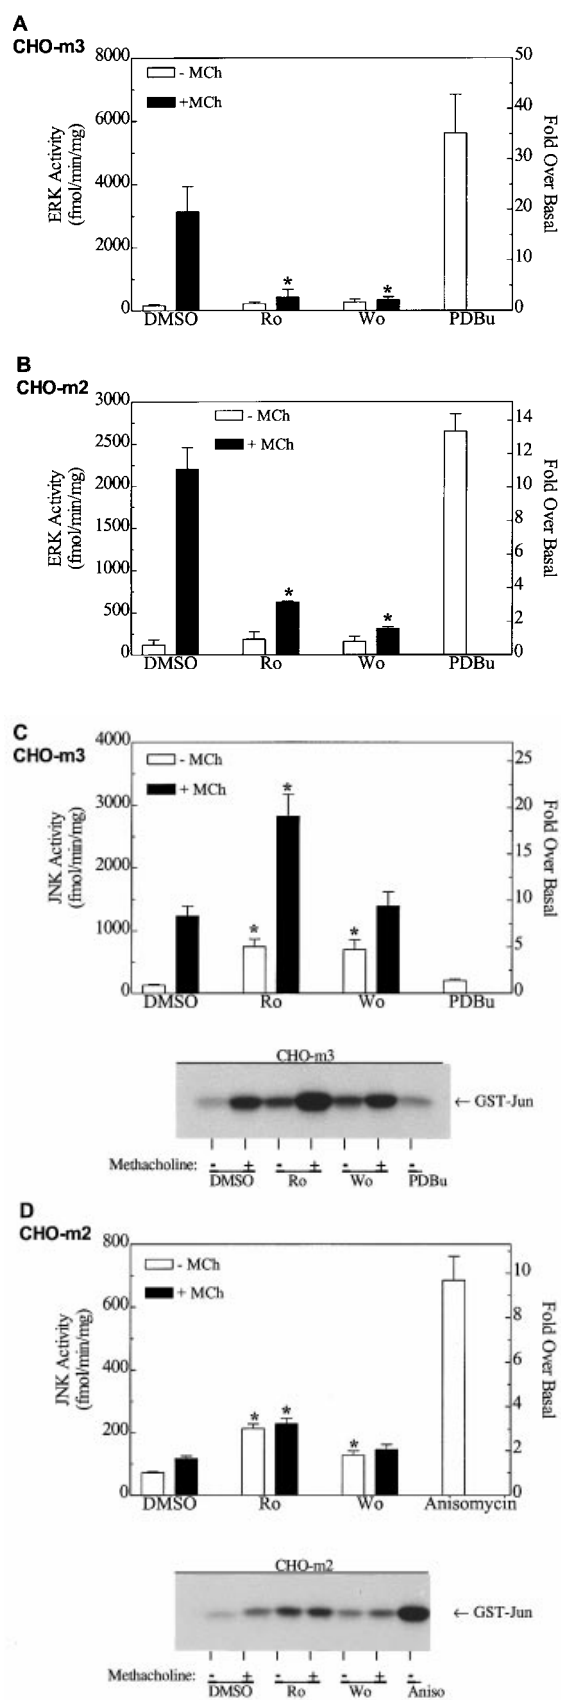 A
CHO-m3
8000
6000
4000
2000
0
ERK Activity
(fmol/min/mg)
- MCh
+MCh
*
*
50
40
30
20
10
0
Fold Over Basal
DMSO Ro Wo PDBu
B
CHO-m2
3000
2500
2000
1500
1000
500
0
ERK Activity
(fmol/min/mg)
- MCh
+ MCh
*
*
14
12
10
8
6
4
2
0
Fold Over Basal
DMSO Ro Wo PDBu
C
CHO-m3
4000
3000
2000
1000
0
JNK Activity
(fmol/min/mg)
- MCh
+ MCh
*
*
*
25
20
15
10
5
0
Fold Over Basal
DMSO Ro Wo PDBu
CHO-m3
← GST-Jun
Methacholine: - + - + - + -
DMSO Ro Wo PDBu
D
CHO-m2
800
600
400
200
0
JNK Activity
(fmol/min/mg)
- MCh
+ MCh
*
*
*
10
8
6
4
2
0
Fold Over Basal
DMSO Ro Wo Anisomycin
CHO-m2
← GST-Jun
Methacholine: - + - + - + -
DMSO Ro Wo Aniso